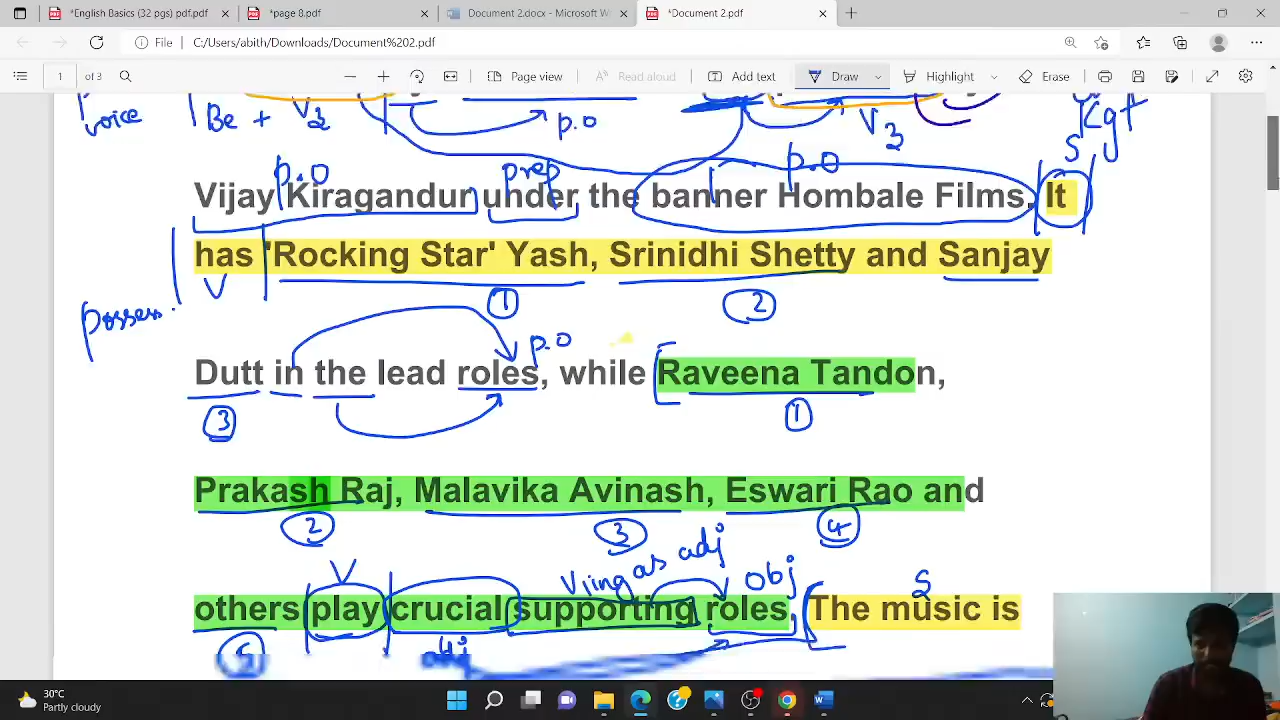 *English Basics (32 pgs) pdf.pdf
*page 8.pdf
Document 2.docx - Microsoft W
*Document 2.pdf
File
C:/Users/abith/Downloads/Document%202.pdf
1
of 3
Page view
Read aloud
Add text
Draw
Highlight
Erase
voice
Be + V3
p.o
V3
Kgf
p.o
prep
p.o
S
Vijay Kiragandur under the banner Hombale Films. It
has 'Rocking Star' Yash, Srinidhi Shetty and Sanjay
V
1
2
possess.
p.o
Dutt in the lead roles, while [Raveena Tandon,
3
1
Prakash Raj, Malavika Avinash, Eswari Rao and
2
3
4
V
V1ing as adj
obj
S
others play crucial supporting roles. [The music is
5
adj
30°C
Partly cloudy